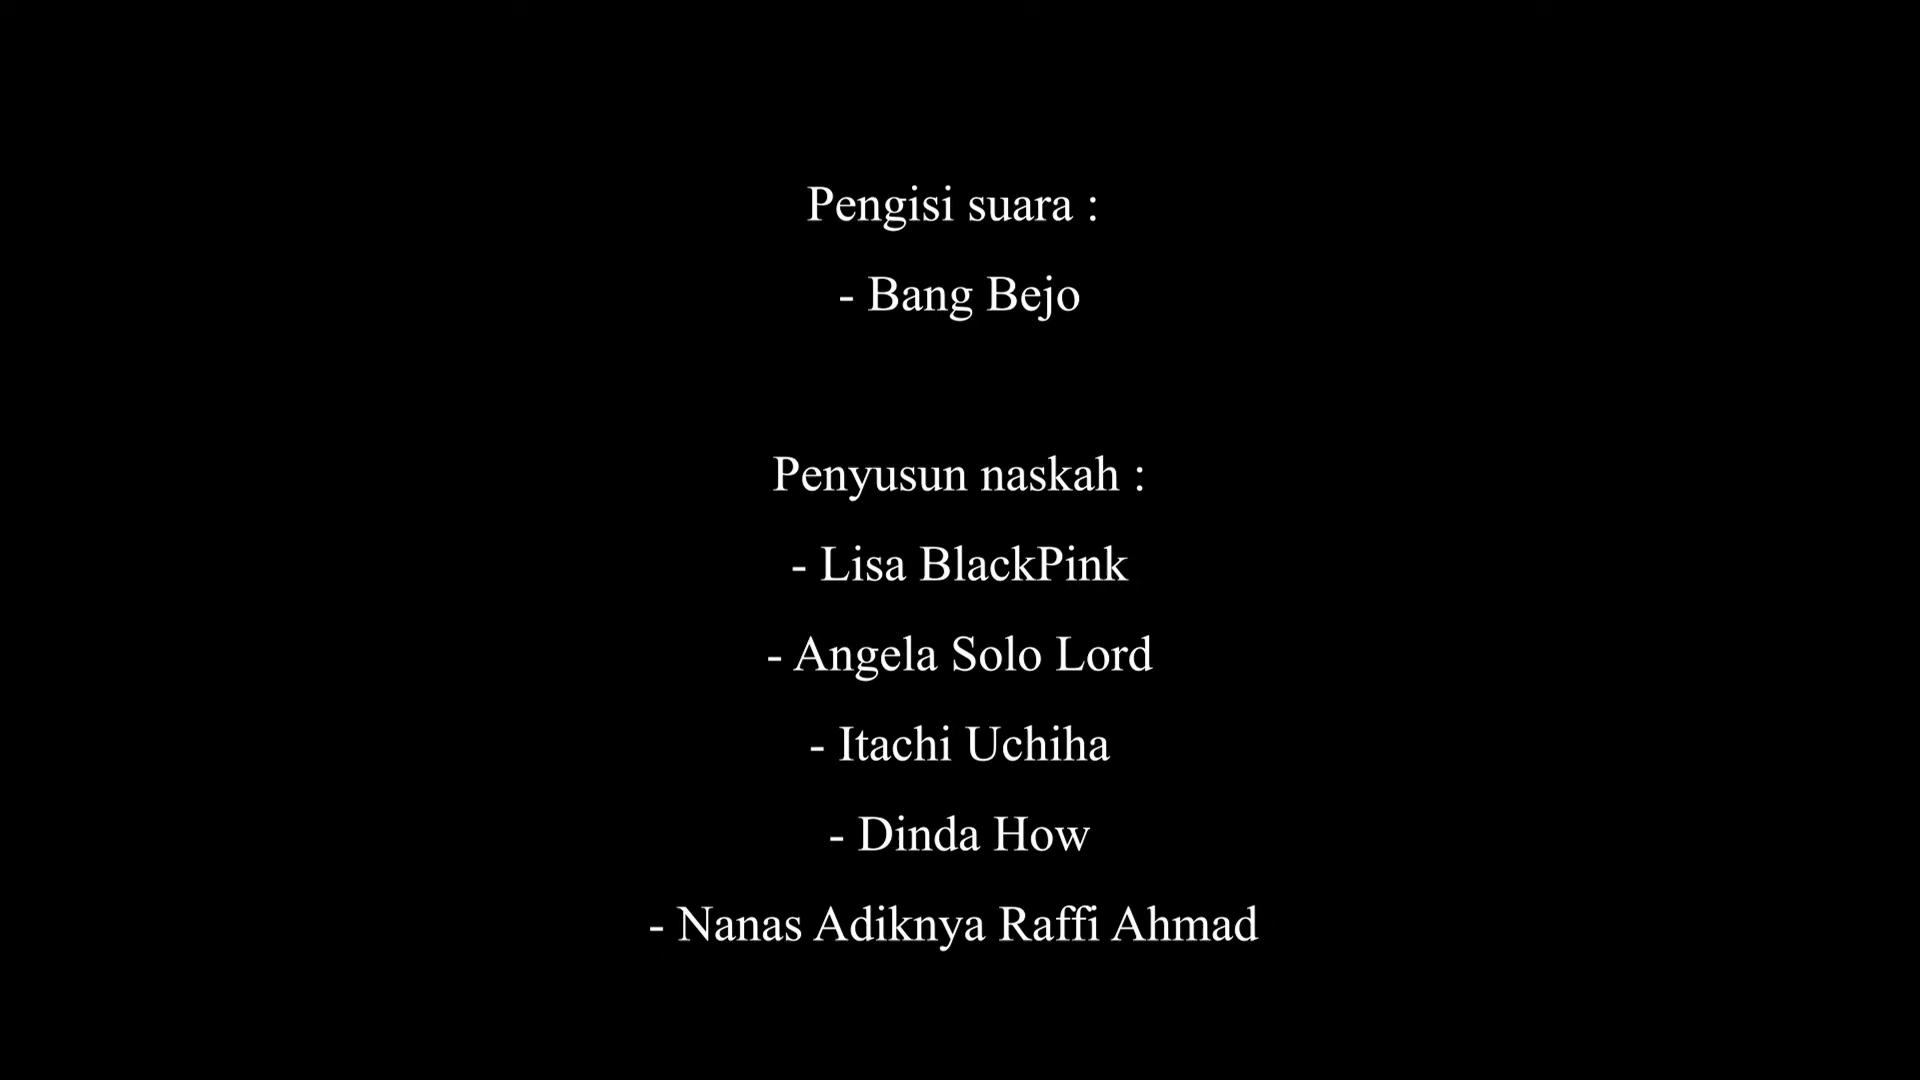 Pengisi suara :
- Bang Bejo
Penyusun naskah :
- Lisa BlackPink
- Angela Solo Lord
- Itachi Uchiha
- Dinda How
- Nanas Adiknya Raffi Ahmad